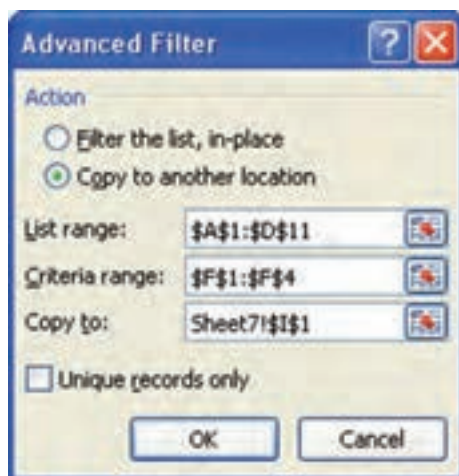 Advanced Filter
Action
Filter the list, in-place
Copy to another location
List range: $A$1:$D$11
Criteria range: $F$1:$F$4
Copy to: Sheet7!$I$1
Unique records only
OK Cancel